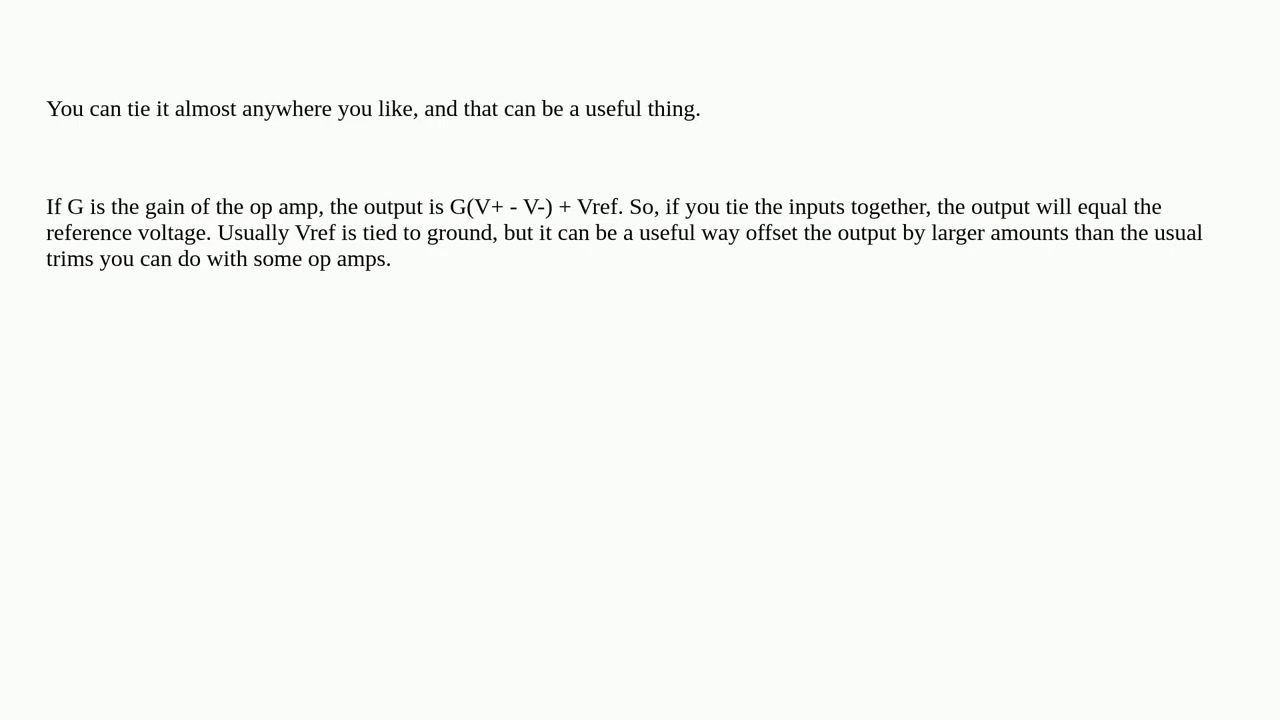 You can tie it almost anywhere you like, and that can be a useful thing.
If G is the gain of the op amp, the output is G(V+ - V-) + Vref. So, if you tie the inputs together, the output will equal the
reference voltage. Usually Vref is tied to ground, but it can be a useful way offset the output by larger amounts than the usual
trims you can do with some op amps.